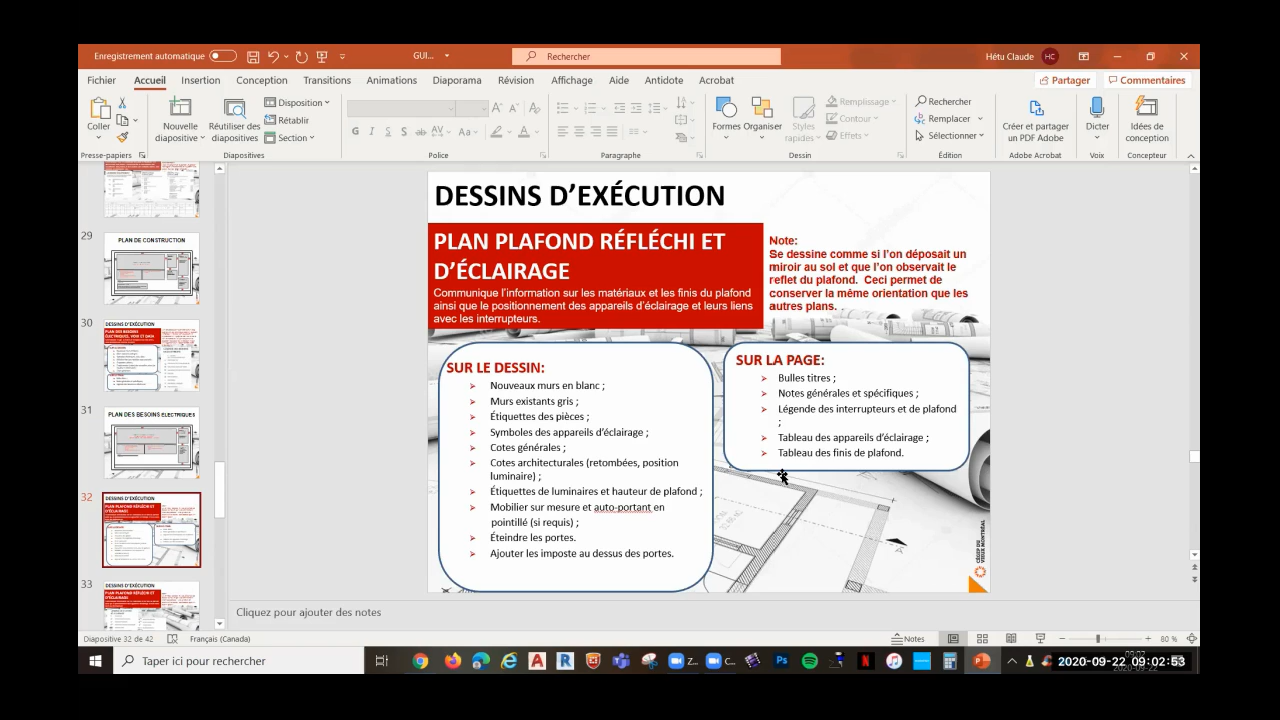 Enregistrement automatique
GUI...
Rechercher
Hétu Claude
HC
Fichier
Accueil
Insertion
Conception
Transitions
Animations
Diaporama
Révision
Affichage
Aide
Antidote
Acrobat
Partager
Commentaires
Coller
Nouvelle diapositive
Réutiliser des diapositives
Disposition
Rétablir
Section
Formes
Organiser
Styles rapides
Remplissage
Contour
Effets
Rechercher
Remplacer
Sélectionner
Créer et partager un PDF Adobe
Dicter
Idées de conception
Presse-papiers
Diapositives
Police
Paragraphe
Dessin
Édition
Adobe Acrobat
Voix
Concepteur
29
PLAN DE CONSTRUCTION
30
DESSINS D'EXÉCUTION
31
PLAN DES BESOINS ELECTRIQUES
32
DESSINS D'EXÉCUTION
PLAN PLAFOND RÉFLÉCHI ET D'ÉCLAIRAGE
33
DESSINS D'EXÉCUTION
DESSINS D'EXÉCUTION
PLAN PLAFOND RÉFLÉCHI ET
D'ÉCLAIRAGE
Communique l'information sur les matériaux et les finis du plafond
ainsi que le positionnement des appareils d'éclairage et leurs liens
avec les interrupteurs.
Note:
Se dessine comme si l'on déposait un
miroir au sol et que l'on observait le
reflet du plafond. Ceci permet de
conserver la même orientation que les
autres plans.
SUR LE DESSIN:
Nouveaux murs en blanc ;
Murs existants gris ;
Étiquettes des pièces ;
Symboles des appareils d'éclairage ;
Cotes générales ;
Cotes architecturales (retombées, position
luminaire) ;
Étiquettes de luminaires et hauteur de plafond ;
Mobilier sur mesure et auto-portant en
pointillé (si requis) ;
Éteindre les portes.
Ajouter les imposte au dessus des portes.
SUR LA PAGE:
Bulles titres ;
Notes générales et spécifiques ;
Légende des interrupteurs et de plafond
;
Tableau des appareils d'éclairage ;
Tableau des finis de plafond.
Cliquez pour ajouter des notes
Diapositive 32 de 42
Français (Canada)
Notes
80 %
Taper ici pour rechercher
2020-09-22 09:02:53